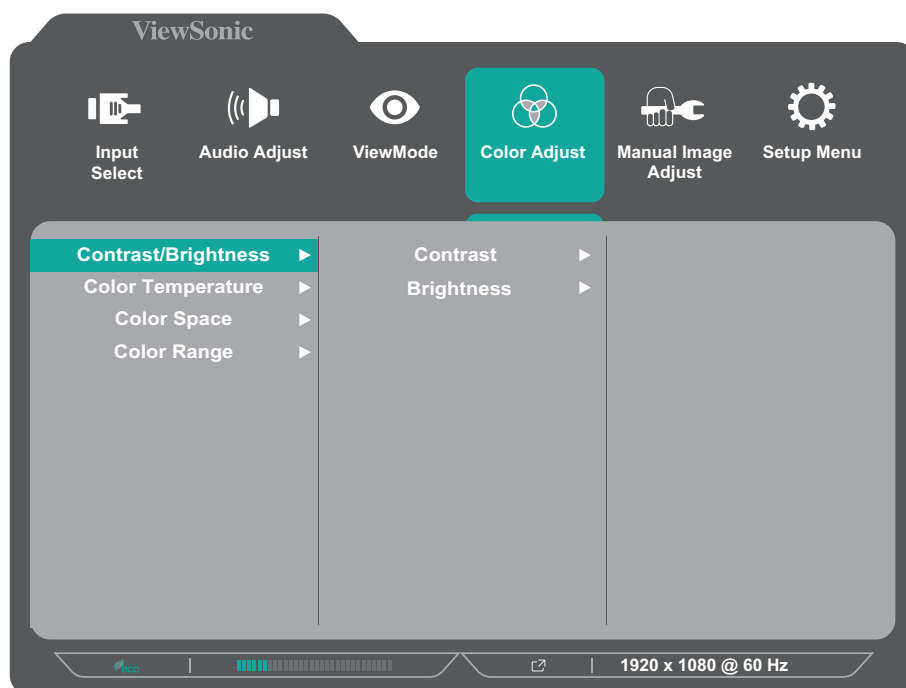 ViewSonic
Input
Select
Audio Adjust
ViewMode
Color Adjust
Manual Image
Adjust
Setup Menu
Contrast/Brightness
Color Temperature
Color Space
Color Range
Contrast
Brightness
eco
1920 x 1080 @ 60 Hz